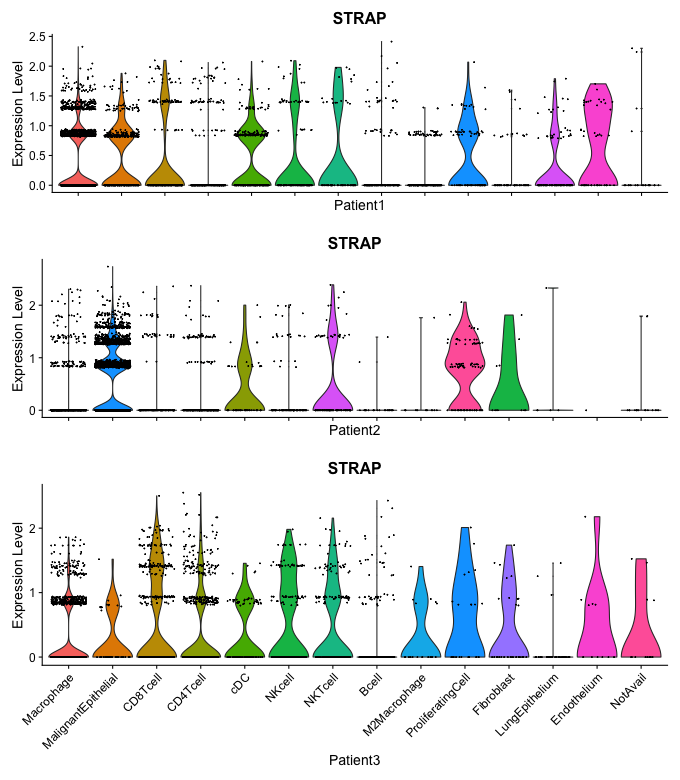 STRAP
Expression Level
2.5
2.0
1.5
1.0
0.5
0.0
Patient1
STRAP
Expression Level
2
1
0
Patient2
STRAP
Expression Level
2
1
0
Macrophage
MalignantEpithelial
CD8Tcell
CD4Tcell
cDC
NKcell
NKTcell
Bcell
M2Macrophage
ProliferatingCell
Fibroblast
LungEpithelium
Endothelium
NotAvail
Patient3